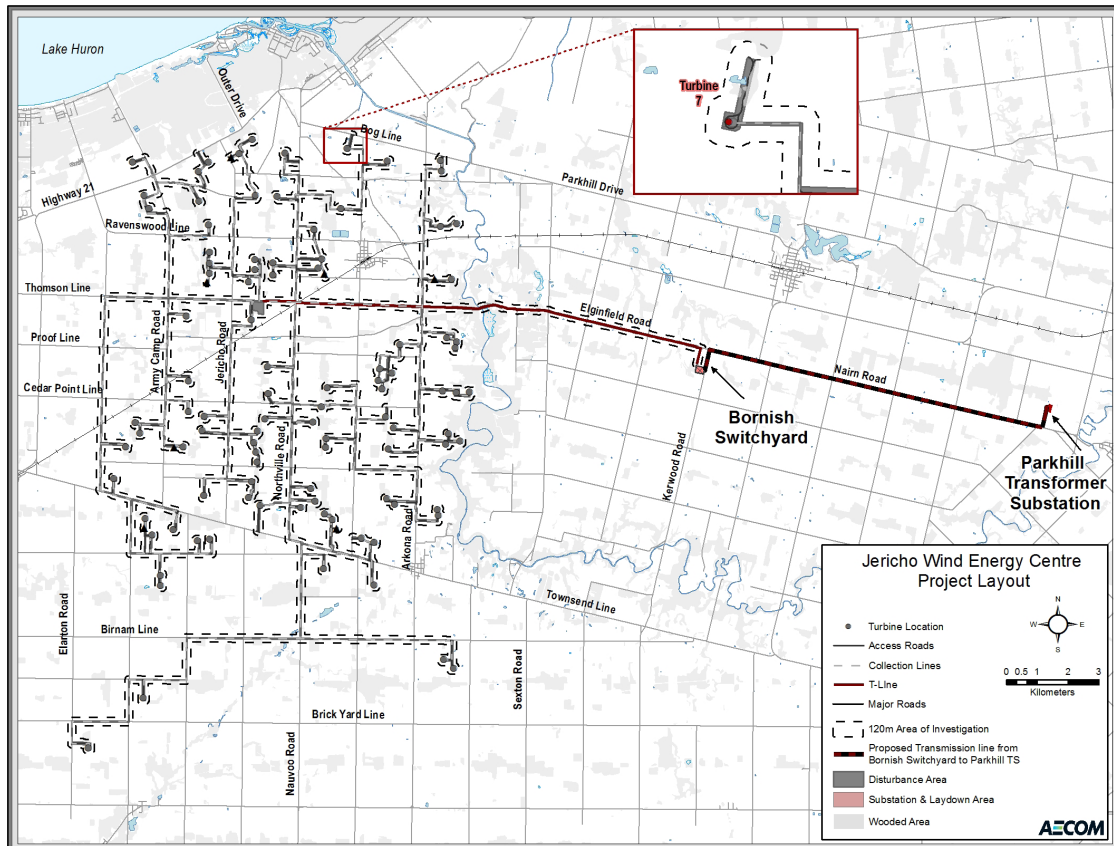 Lake Huron
Outer Drive
Turbine
7
Bog Line
Highway 21
Parkhill Drive
Ravenswood Line
Thomson Line
Elginfield Road
Proof Line
Army Camp Road
Jericho Road
Nairn Road
Cedar Point Line
Bornish
Switchyard
Northville Road
Kerwood Road
Parkhill
Transformer
Substation
Arkona Road
Townsend Line
Elarton Road
Birnam Line
Sexton Road
Brick Yard Line
Nauvoo Road
Jericho Wind Energy Centre
Project Layout
N
W
E
S
Turbine Location
Access Roads
Collection Lines
T-LIne
Major Roads
0 0.5 1 2 3
Kilometers
120m Area of Investigation
Proposed Transmission line from
Bornish Switchyard to Parkhill TS
Disturbance Area
Substation & Laydown Area
Wooded Area
AECOM